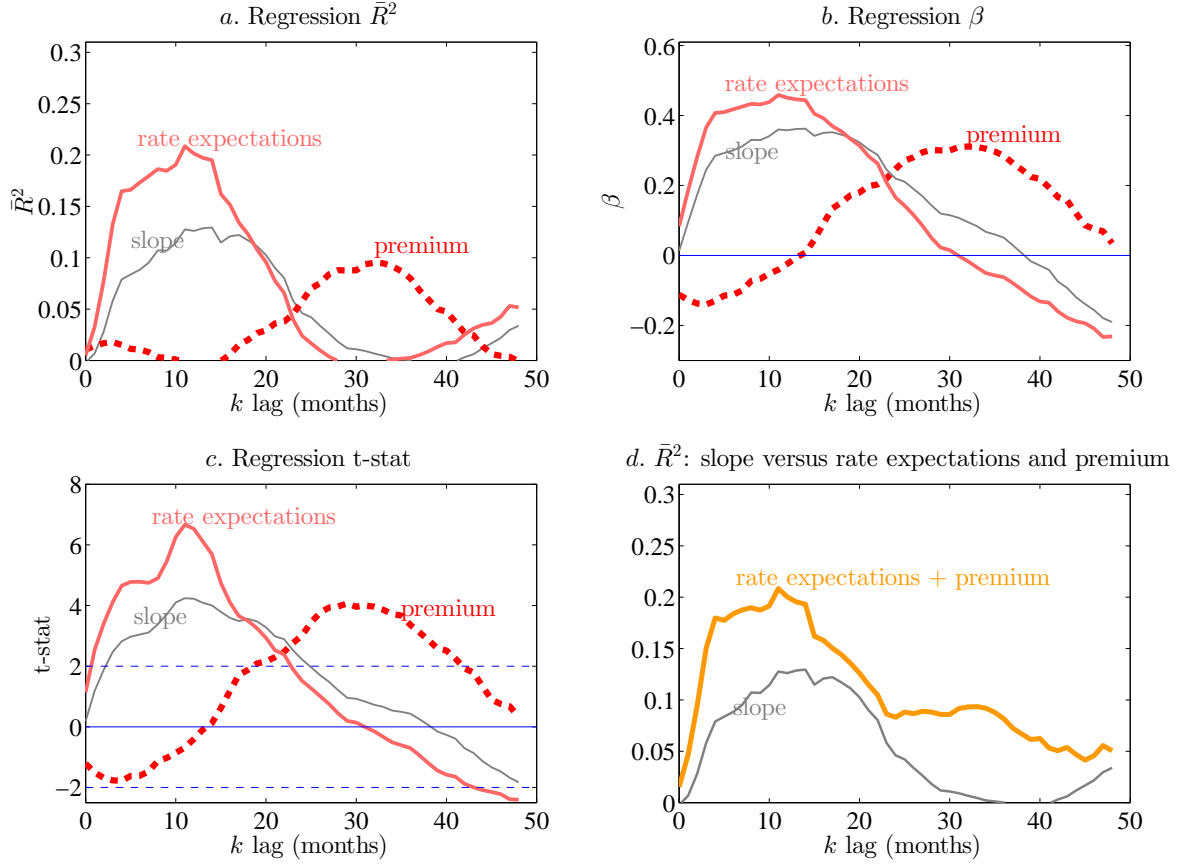 a. Regression R̄²
0.3
0.25
0.2
0.15
0.1
0.05
0
R̄²
rate expectations
slope
premium
0 10 20 30 40 50
k lag (months)
b. Regression β
0.6
0.4
0.2
0
−0.2
β
rate expectations
slope
premium
0 10 20 30 40 50
k lag (months)
c. Regression t-stat
8
6
4
2
0
−2
t-stat
rate expectations
slope
premium
0 10 20 30 40 50
k lag (months)
d. R̄²: slope versus rate expectations and premium
0.3
0.25
0.2
0.15
0.1
0.05
0
rate expectations + premium
slope
0 10 20 30 40 50
k lag (months)